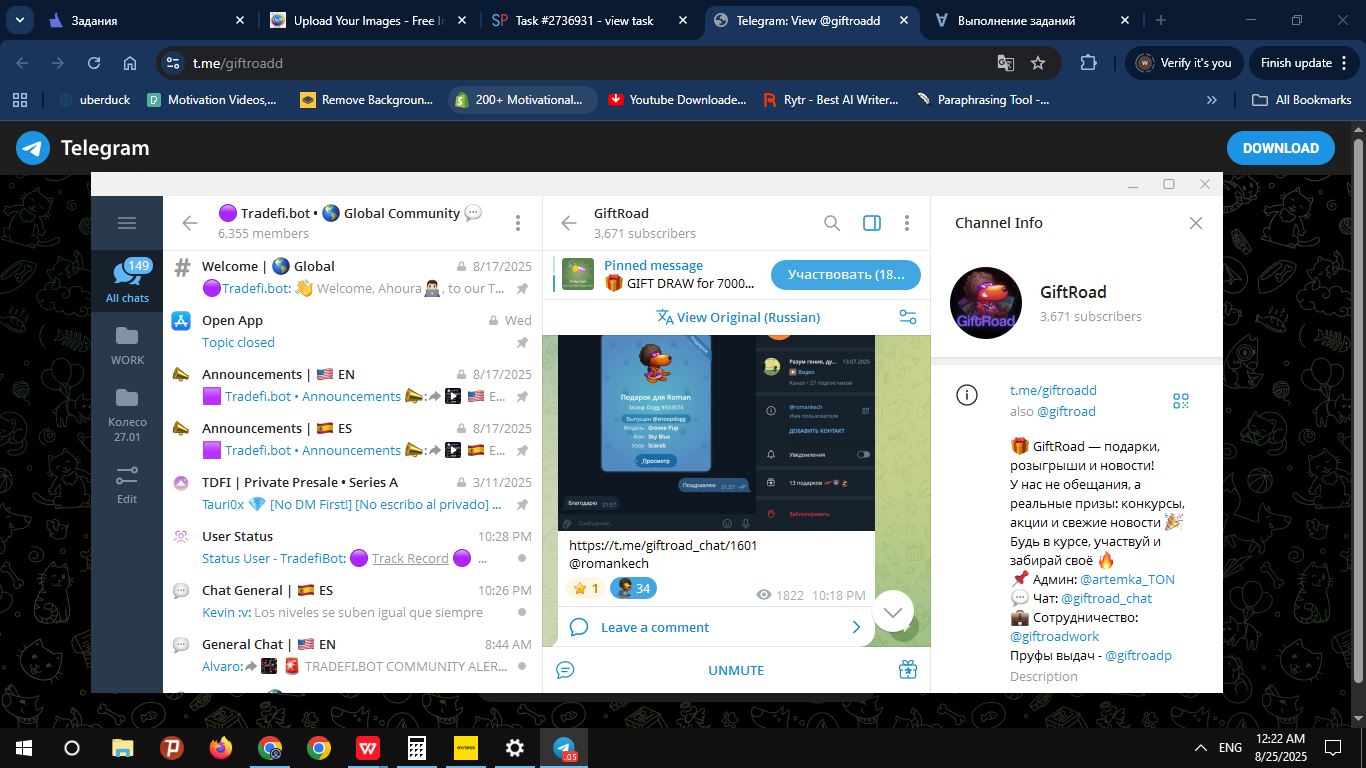 Задания
Upload Your Images - Free I
Task #2736931 - view task
Telegram: View @giftroadd
Выполнение заданий
t.me/giftroadd
Verify it's you
Finish update
uberduck
Motivation Videos,...
Remove Backgroun...
200+ Motivational...
Youtube Downloade...
Rytr - Best AI Writer...
Paraphrasing Tool -...
All Bookmarks
Telegram
DOWNLOAD
149
All chats
WORK
Колесо
27.01
Edit
Tradefi.bot • 🌎 Global Community 💬
6,355 members
Welcome | 🌎 Global 8/17/2025
Tradefi.bot: 👋 Welcome, Ahoura 👨🏻‍💻, to our T...
Open App Wed
Topic closed
Announcements | 🇺🇸 EN 8/17/2025
Tradefi.bot • Announcements 📣: 🇺🇸 E...
Announcements | 🇪🇸 ES 8/17/2025
Tradefi.bot • Announcements 📣: 🇪🇸 E...
TDFI | Private Presale • Series A 3/11/2025
Tauri0x 💎 [No DM First!] [No escribo al privado] ...
User Status 10:28 PM
Status User - TradefiBot: 🟣 Track Record 🟣 ...
Chat General | 🇪🇸 ES 10:26 PM
Kevin :v: Los niveles se suben igual que siempre
General Chat | 🇺🇸 EN 8:44 AM
Alvaro: 🚨 TRADEFI.BOT COMMUNITY ALER...
GiftRoad
3,671 subscribers
Pinned message
🎁 GIFT DRAW for 7000...
Участвовать (18...
View Original (Russian)
подарок
Подарок для Roman
Snoop Dogg #553574
Выпущен @snoopdogg
Модель Groove Pup
Фон Sky Blue
Узор Scarab
Просмотр
Поздравляю 21:57
Благодарю 21:57
Сообщение...
Разум гения, ду... 13.07.2025
Видео
Канал • 27 подписчиков
@romankech
Имя пользователя
ДОБАВИТЬ КОНТАКТ
Уведомления
13 подарков
Заблокировать
https://t.me/giftroad_chat/1601
@romankech
1
34
1822 10:18 PM
Leave a comment
UNMUTE
Channel Info
GiftRoad
GiftRoad
3,671 subscribers
t.me/giftroadd
also @giftroad
🎁 GiftRoad — подарки,
розыгрыши и новости!
У нас не обещания, а
реальные призы: конкурсы,
акции и свежие новости 🎉
Будь в курсе, участвуй и
забирай своё 🔥
📌 Админ: @artemka_TON
💬 Чат: @giftroad_chat
💼 Сотрудничество:
@giftroadwork
Пруфы выдач - @giftroadp
Description
exness
..05
ENG
12:22 AM
8/25/2025